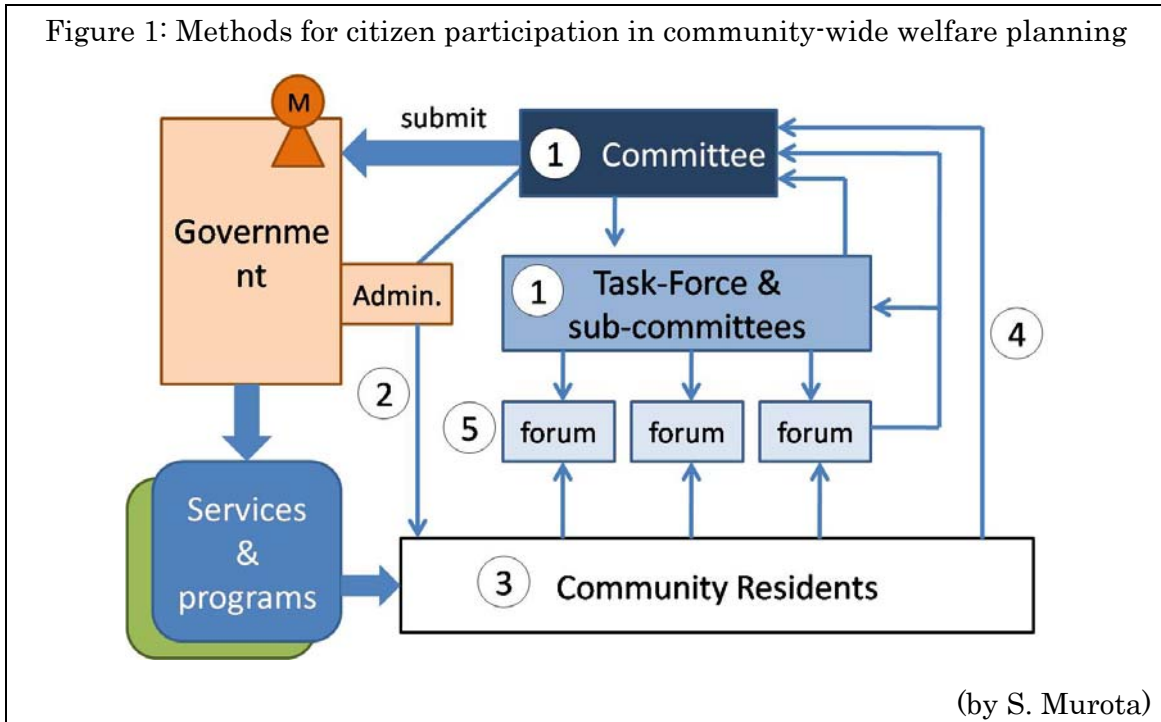 Figure 1: Methods for citizen participation in community-wide welfare planning
M
submit
1 Committee
Governme
nt
Admin.
1 Task-Force &
sub-committees
4
2
5 forum forum forum
Services
&
programs
3 Community Residents
(by S. Murota)